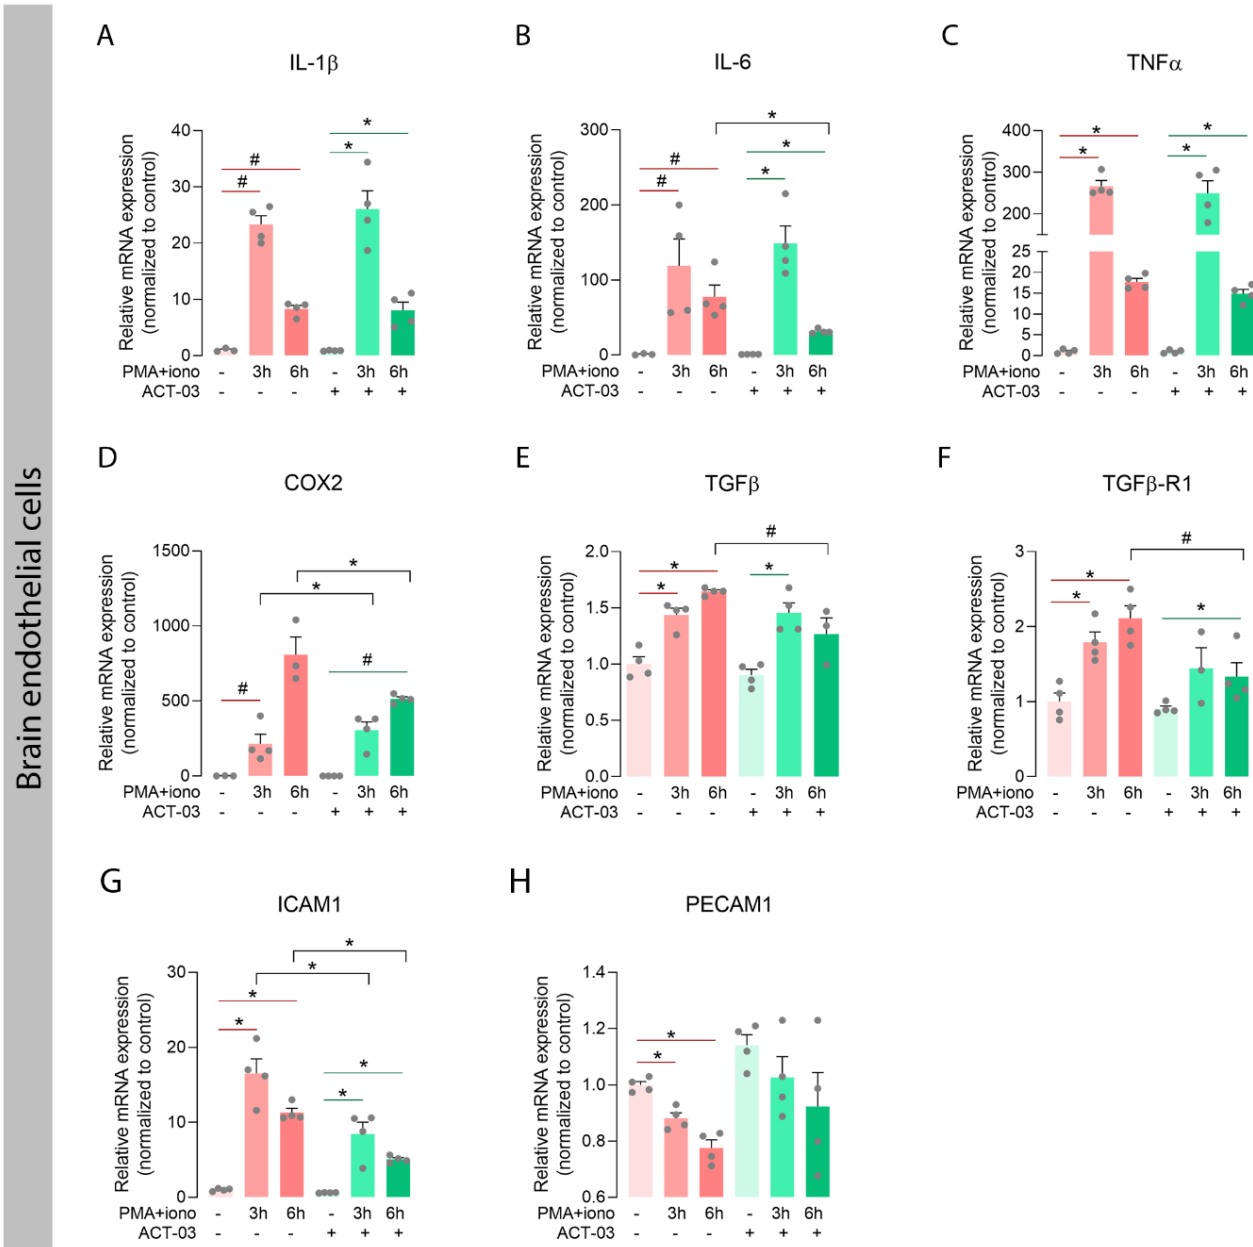 Brain endothelial cells
A
IL-1β
Relative mRNA expression
(normalized to control)
40
30
20
10
0
# # * *
PMA+iono - 3h 6h - 3h 6h
ACT-03 - - - + + +
B
IL-6
Relative mRNA expression
(normalized to control)
300
200
100
0
# # * * *
PMA+iono - 3h 6h - 3h 6h
ACT-03 - - - + + +
C
TNFα
Relative mRNA expression
(normalized to control)
400
300
200
25
20
15
10
5
0
* * * *
PMA+iono - 3h 6h - 3h 6h
ACT-03 - - - + + +
D
COX2
Relative mRNA expression
(normalized to control)
1500
1000
500
0
# * * #
PMA+iono - 3h 6h - 3h 6h
ACT-03 - - - + + +
E
TGFβ
Relative mRNA expression
(normalized to control)
2.0
1.5
1.0
0.5
0.0
* * # *
PMA+iono - 3h 6h - 3h 6h
ACT-03 - - - + + +
F
TGFβ-R1
Relative mRNA expression
(normalized to control)
3
2
1
0
* * # *
PMA+iono - 3h 6h - 3h 6h
ACT-03 - - - + + +
G
ICAM1
Relative mRNA expression
(normalized to control)
30
20
10
0
* * * * * *
PMA+iono - 3h 6h - 3h 6h
ACT-03 - - - + + +
H
PECAM1
Relative mRNA expression
(normalized to control)
1.4
1.2
1.0
0.8
0.6
* *
PMA+iono - 3h 6h - 3h 6h
ACT-03 - - - + + +